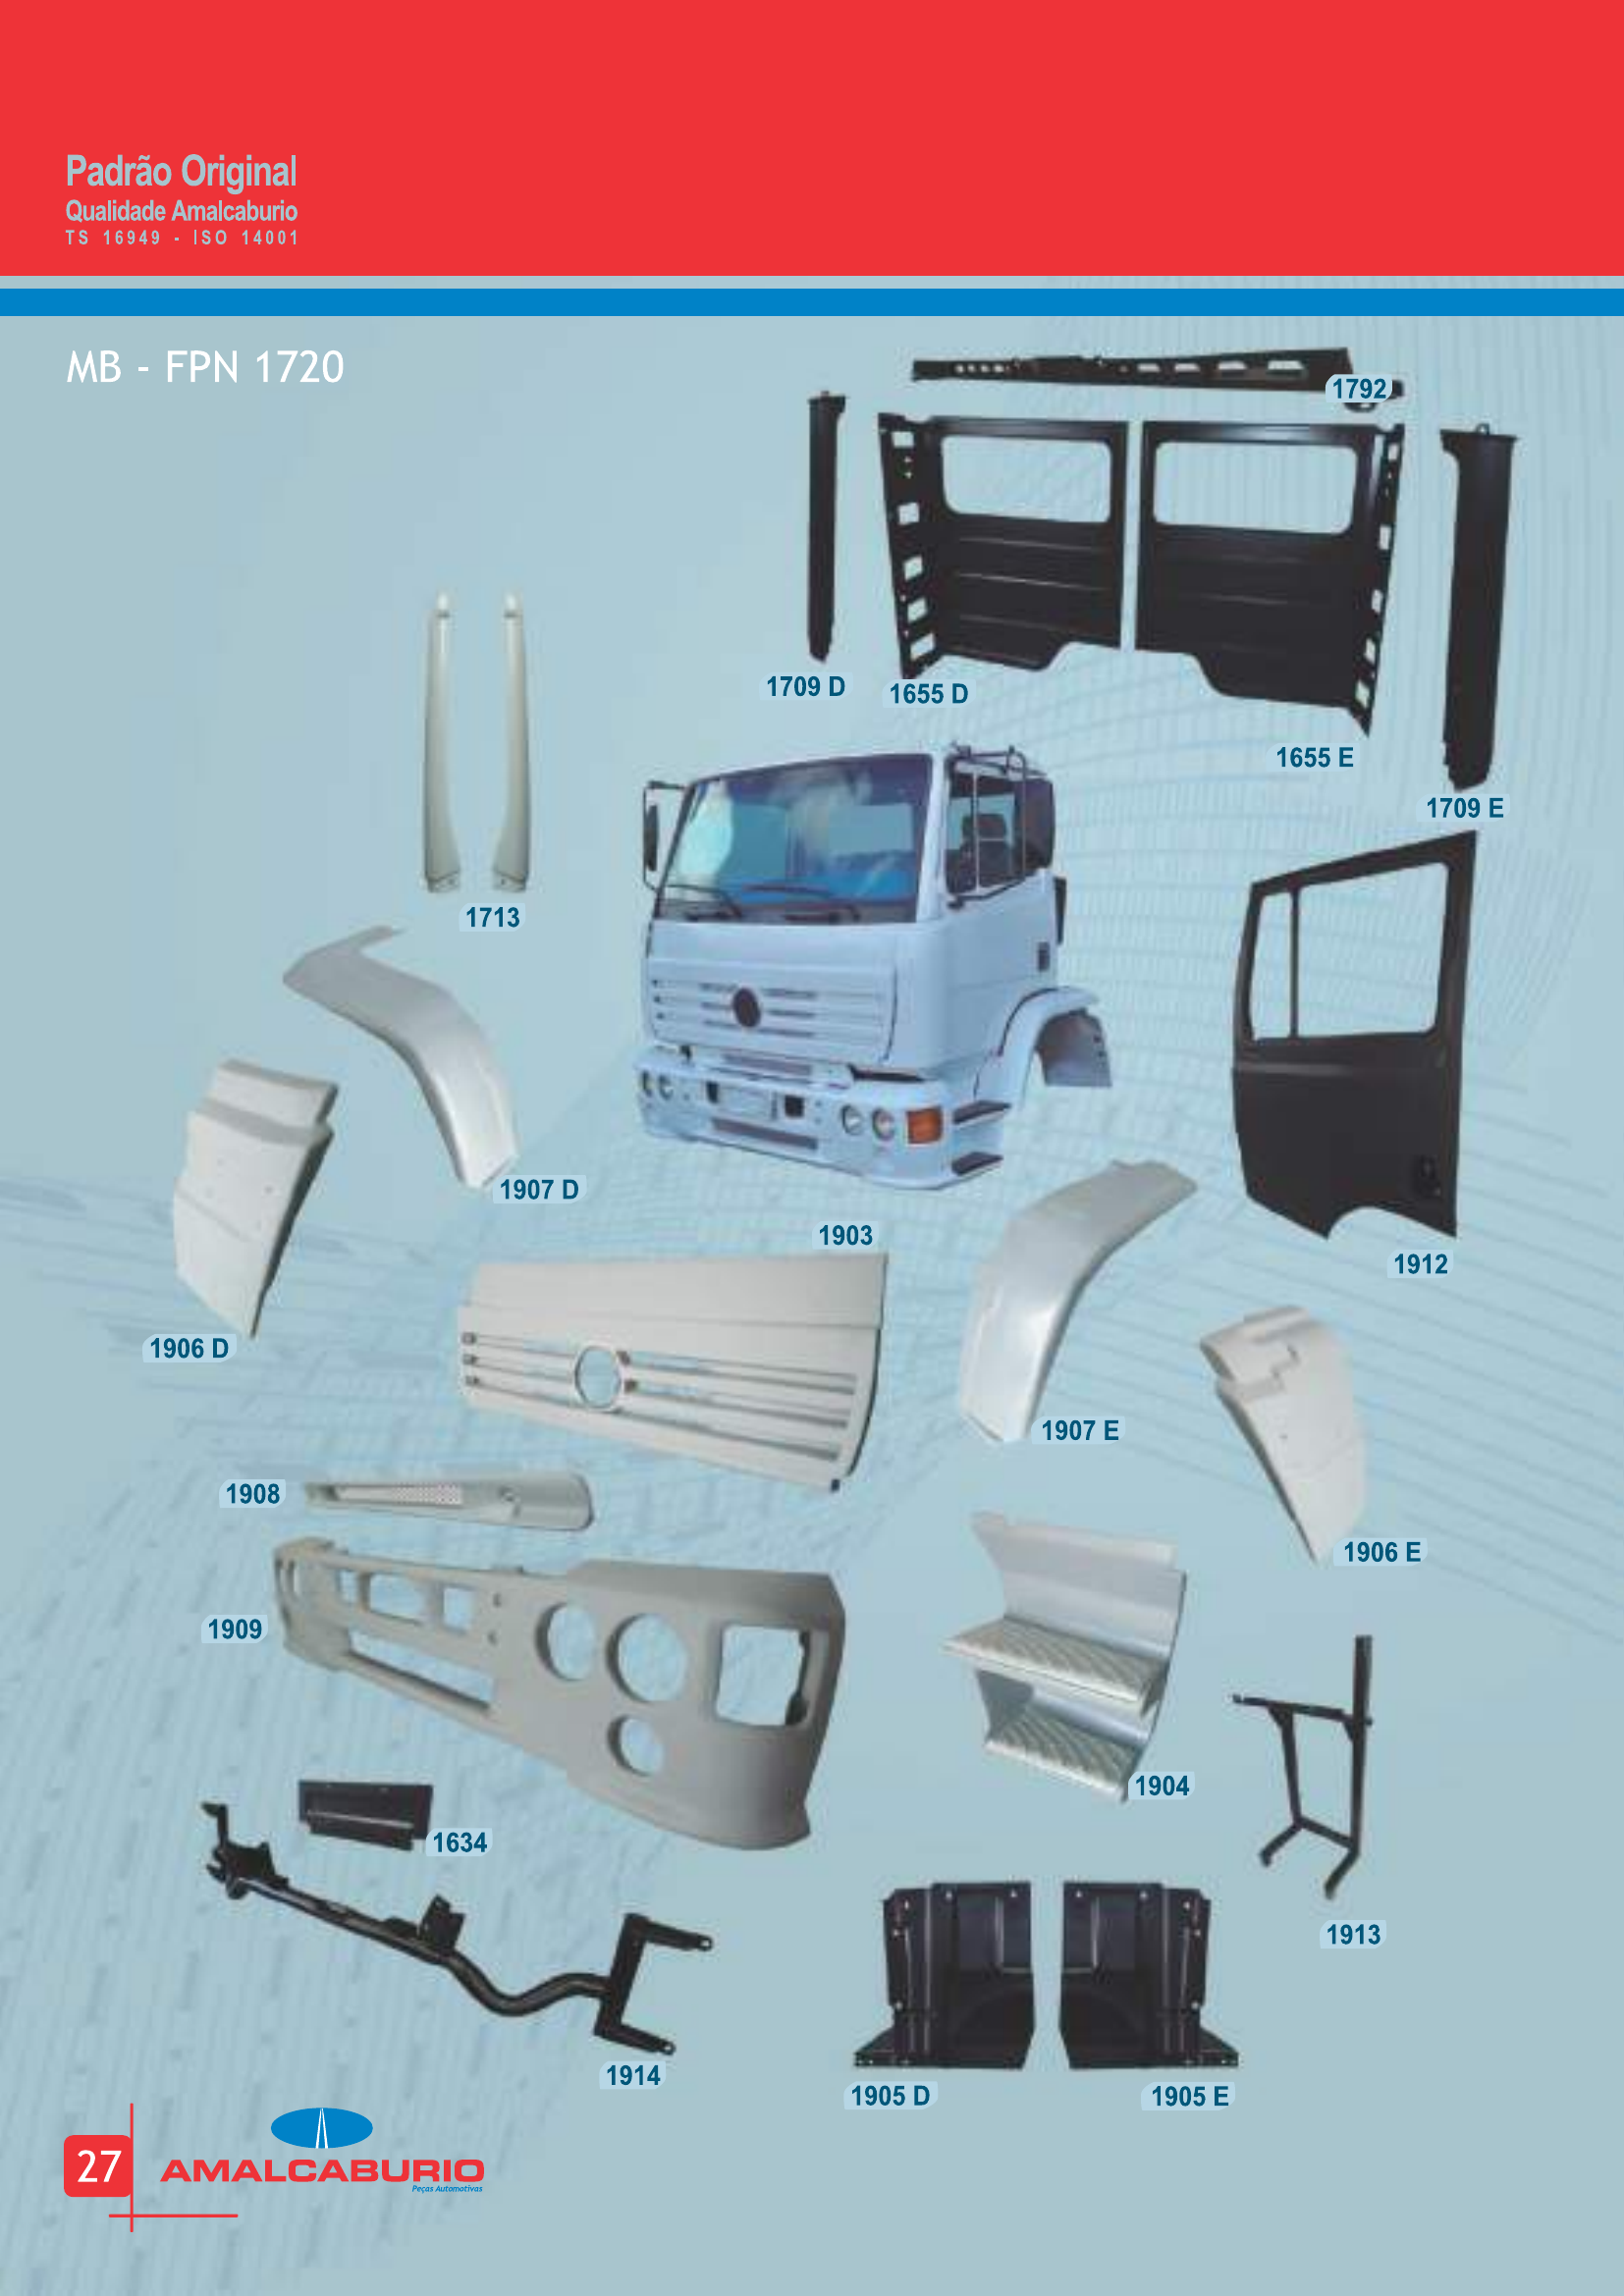 Padrão Original
Qualidade Amalcaburio
TS 16949 - ISO 14001
MB - FPN 1720
1792
1709 D
1655 D
1655 E
1709 E
1713
1907 D
1903
1912
1906 D
1907 E
1908
1906 E
1909
1904
1634
1913
1914
1905 D
1905 E
27
AMALCABURIO
Peças Automotivas